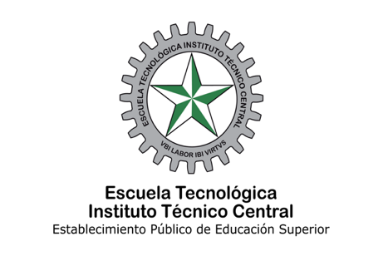 ESCUELA TECNOLÓGICA INSTITUTO TÉCNICO CENTRAL
VBI LABOR IBI VIRTVS
Escuela Tecnológica
Instituto Técnico Central
Establecimiento Público de Educación Superior